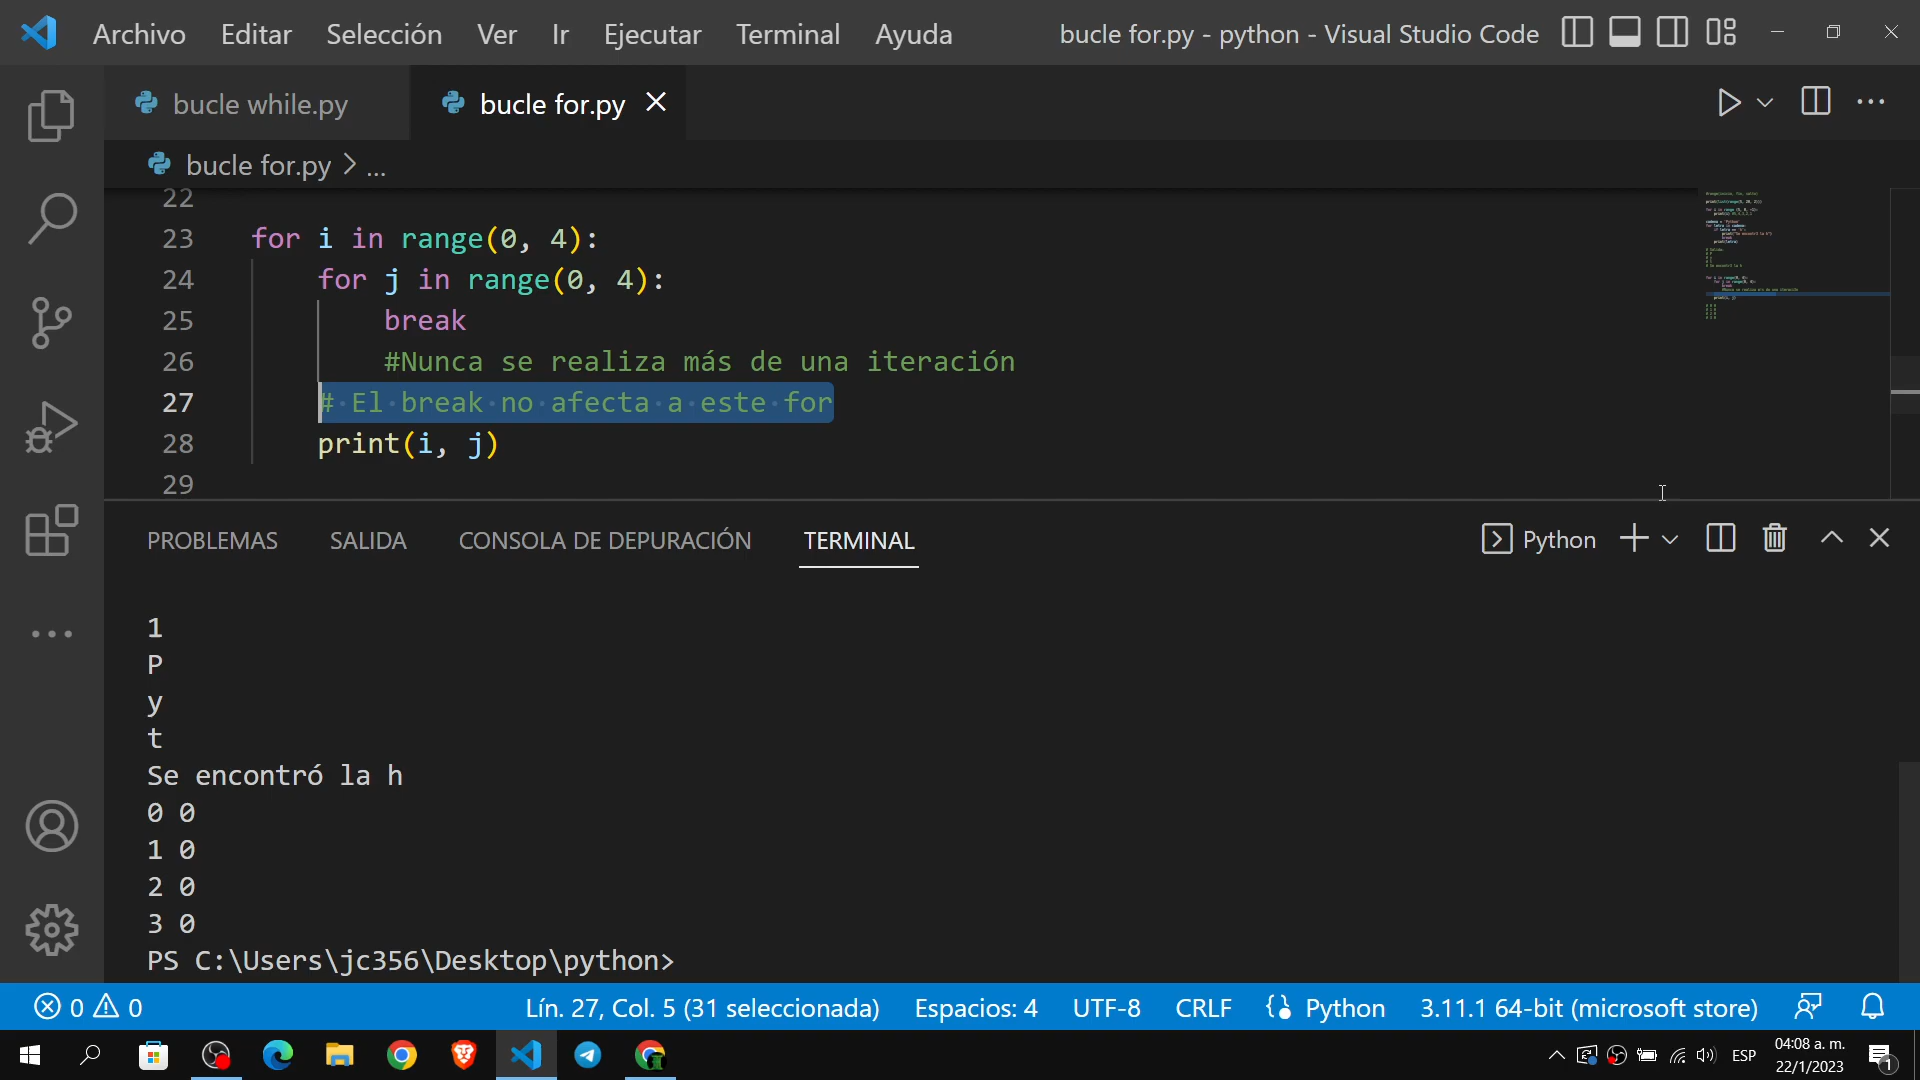 Archivo Editar Selección Ver Ir Ejecutar Terminal Ayuda bucle for.py - python - Visual Studio Code
bucle while.py bucle for.py
bucle for.py > ...
22
23 for i in range(0, 4):
24 for j in range(0, 4):
25 break
26 #Nunca se realiza más de una iteración
27 # El break no afecta a este for
28 print(i, j)
29
PROBLEMAS SALIDA CONSOLA DE DEPURACIÓN TERMINAL Python
1
P
y
t
Se encontró la h
0 0
1 0
2 0
3 0
PS C:\Users\jc356\Desktop\python>
0 0 Lín. 27, Col. 5 (31 seleccionada) Espacios: 4 UTF-8 CRLF Python 3.11.1 64-bit (microsoft store)
ESP 04:08 a. m.
22/1/2023 1